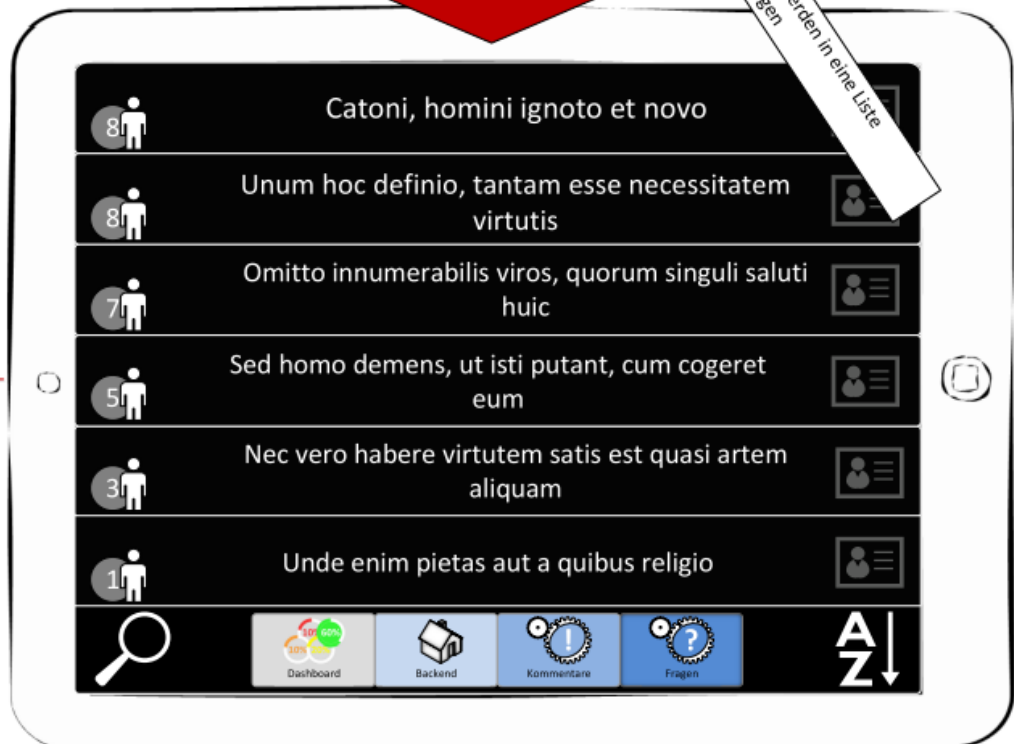 erden in eine Liste
gen
8
Catoni, homini ignoto et novo
8
Unum hoc definio, tantam esse necessitatem
virtutis
7
Omitto innumerabilis viros, quorum singuli saluti
huic
5
Sed homo demens, ut isti putant, cum cogeret
eum
3
Nec vero habere virtutem satis est quasi artem
aliquam
1
Unde enim pietas aut a quibus religio
10%
60%
10%
Dashboard
Backend
!
Kommentare
?
Fragen
A
Z